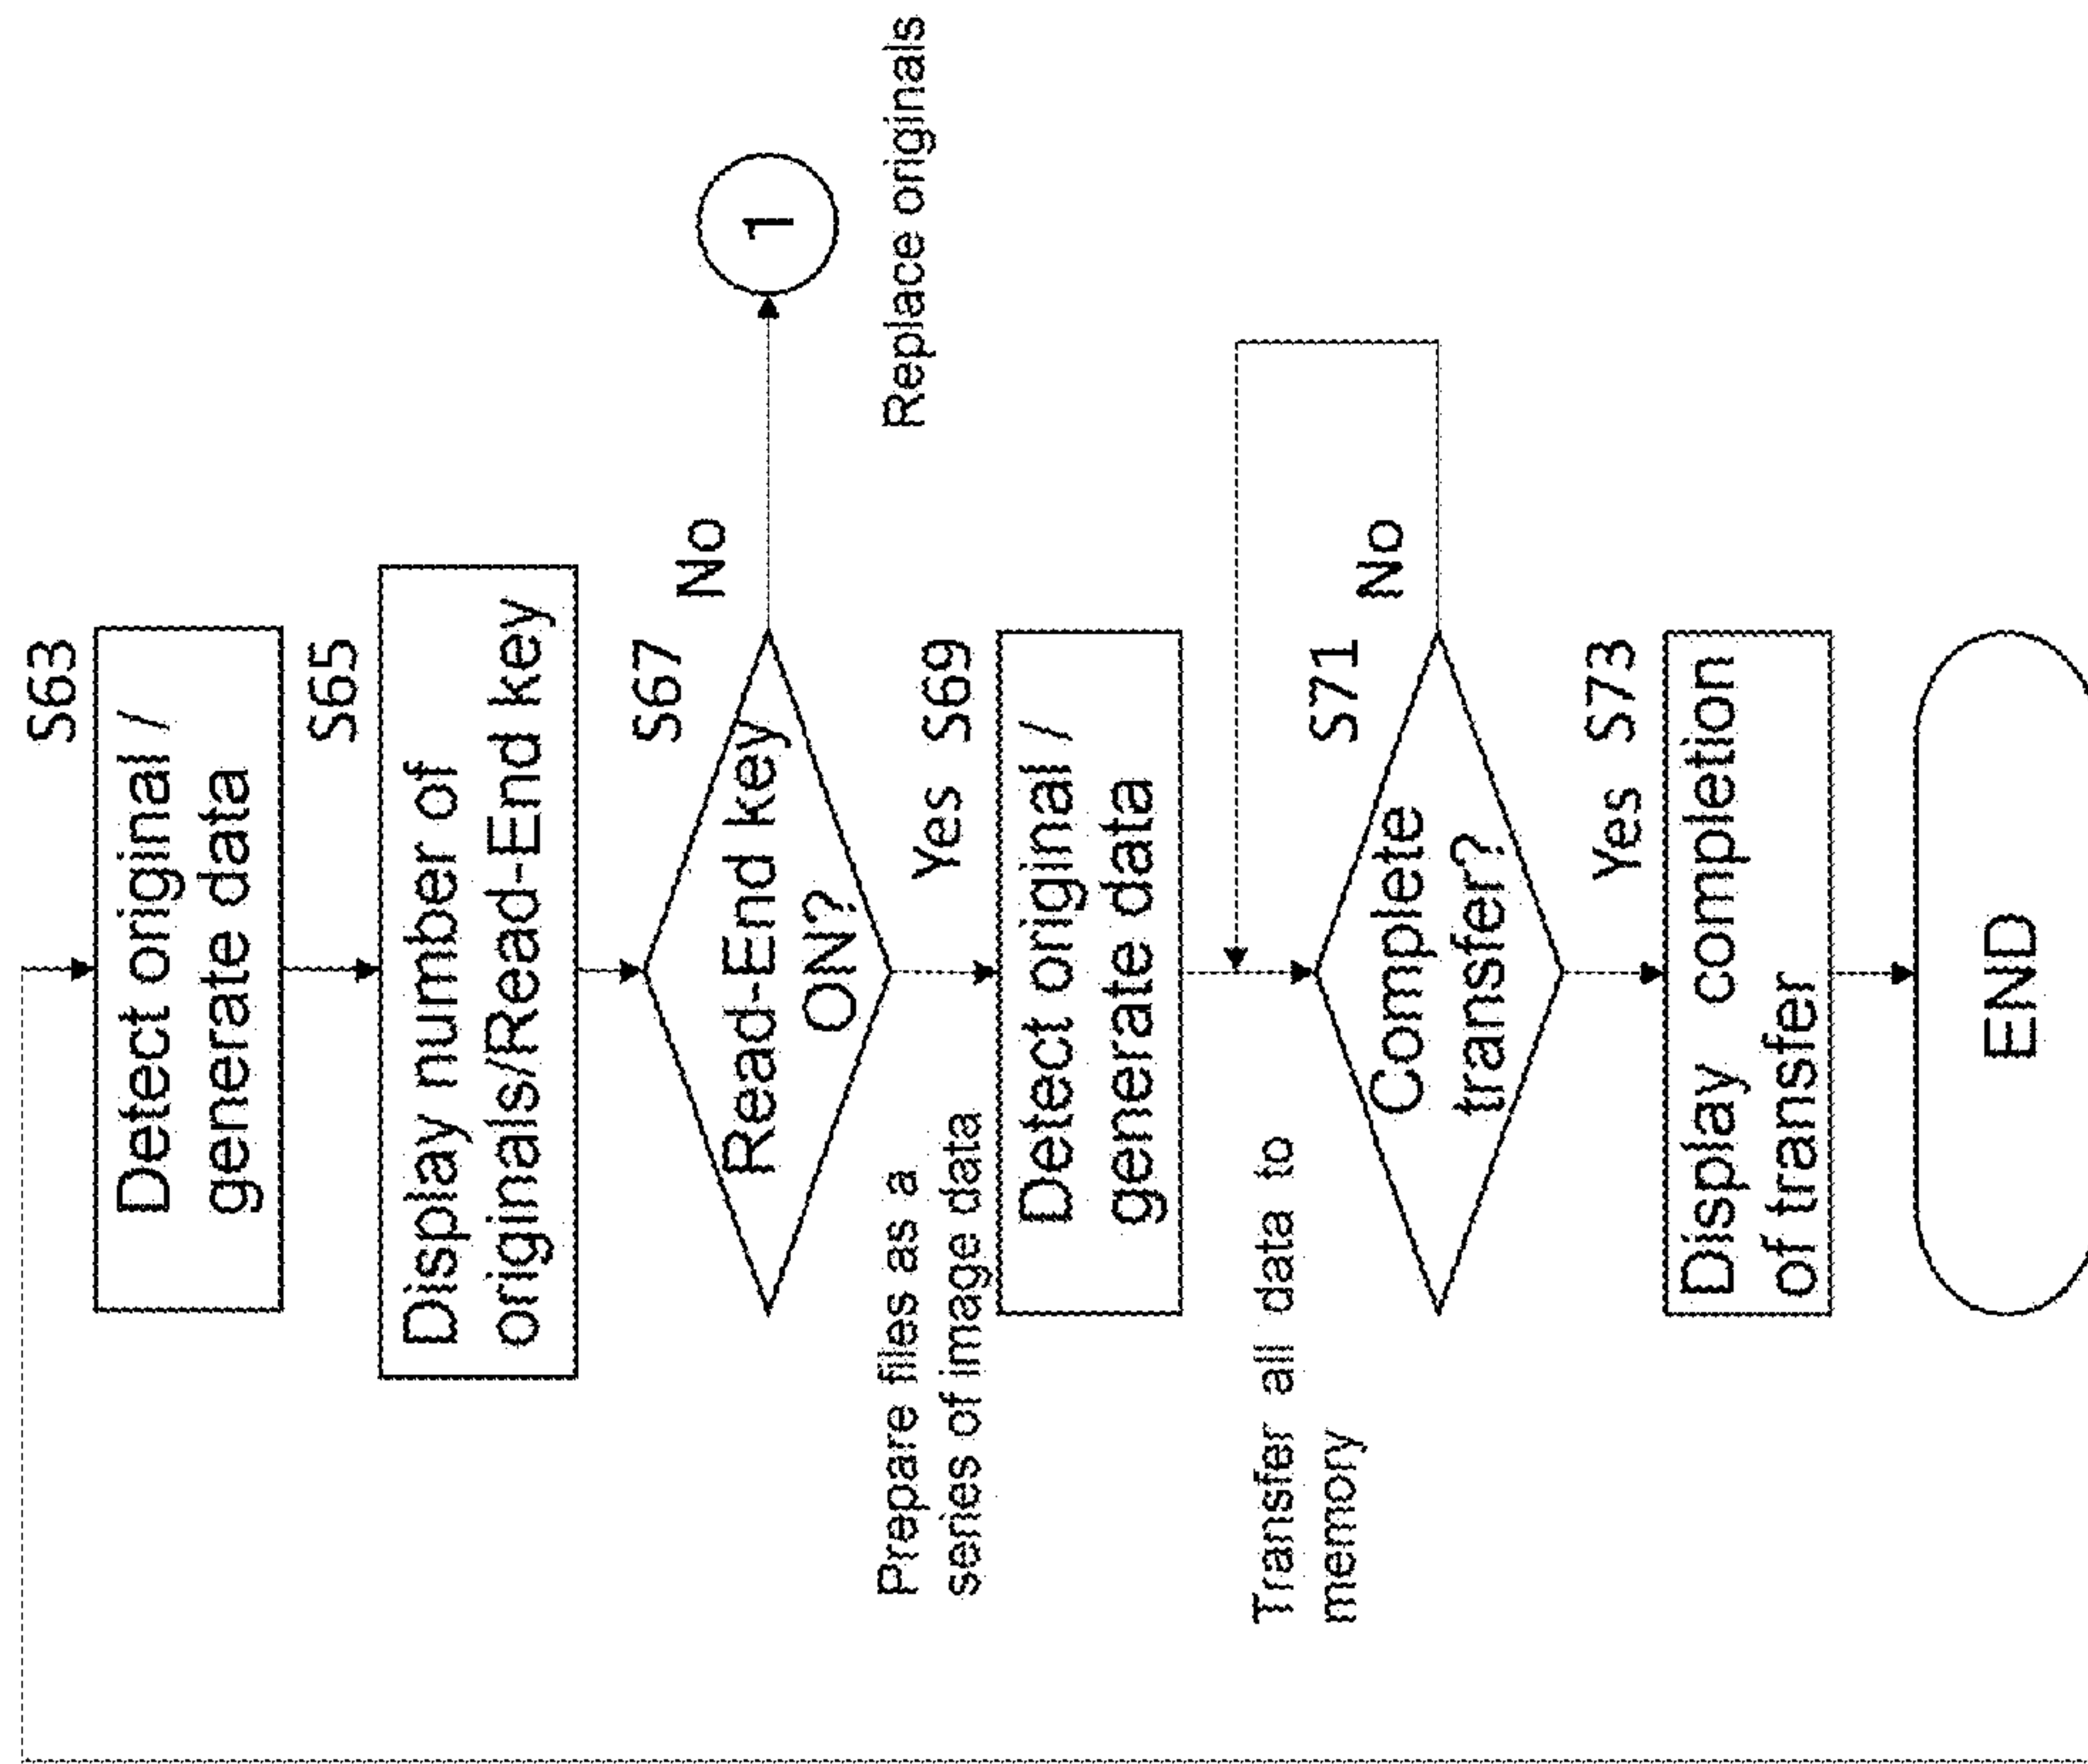 S63
Detect original /
generate data
S65
Display number of
originals/Read-End key
S67
Read-End key
ON?
No
1
Replace originals
Yes S69
Prepare files as a
series of image data
Detect original /
generate data
Transfer all data to
memory
S71
Complete
transfer?
No
Yes S73
Display completion
of transfer
END